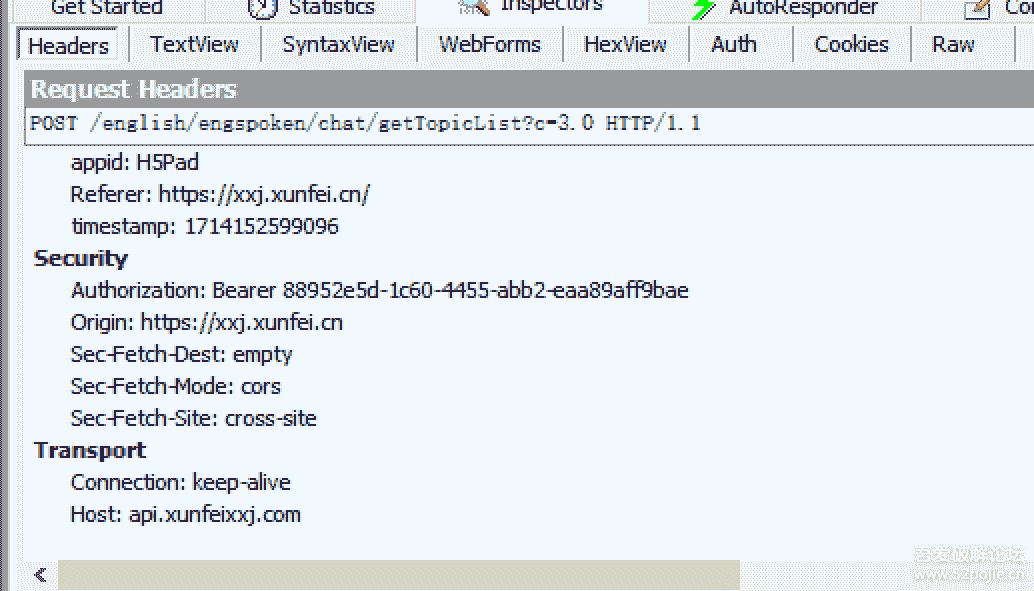 Get Started Statistics Inspectors AutoResponder
Headers TextView SyntaxView WebForms HexView Auth Cookies Raw
Request Headers
POST /english/engspoken/chat/getTopicList?c=3.0 HTTP/1.1
appid: H5Pad
Referer: https://xxj.xunfei.cn/
timestamp: 1714152599096
Security
Authorization: Bearer 88952e5d-1c60-4455-abb2-eaa89aff9bae
Origin: https://xxj.xunfei.cn
Sec-Fetch-Dest: empty
Sec-Fetch-Mode: cors
Sec-Fetch-Site: cross-site
Transport
Connection: keep-alive
Host: api.xunfeixxj.com
吾爱破解论坛
www.52pojie.cn